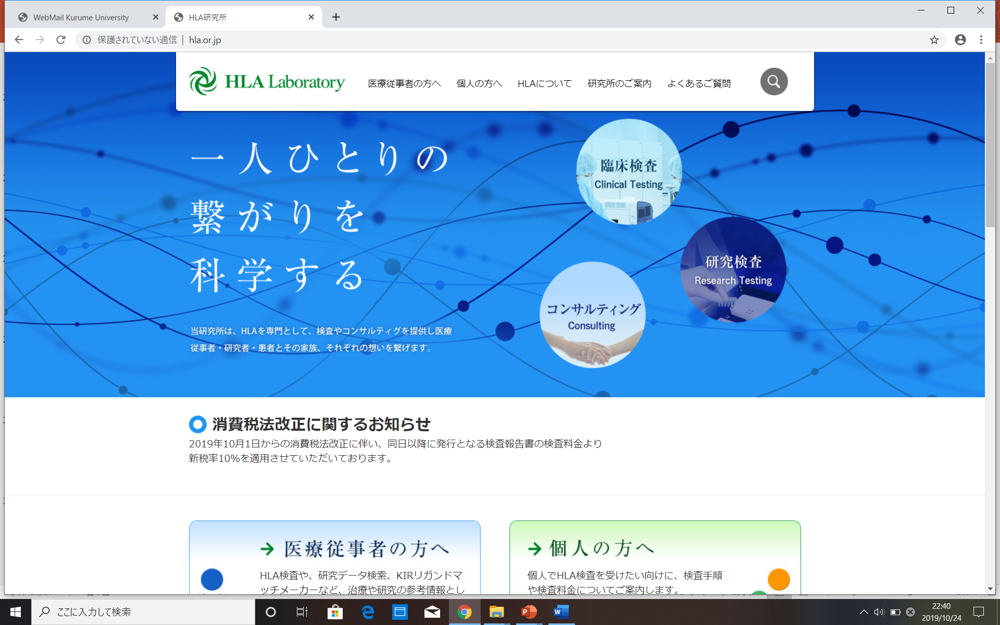 WebMail Kurume University
HLA研究所
保護されていない通信 | hla.or.jp
HLA Laboratory
医療従事者の方へ 個人の方へ HLAについて 研究所のご案内 よくあるご質問
一人ひとりの
繋がりを
科学する
当研究所は、HLAを専門として、検査やコンサルティグを提供し医療
従事者・研究者・患者とその家族、それぞれの想いを繋げます。
臨床検査
Clinical Testing
研究検査
Research Testing
コンサルティング
Consulting
消費税法改正に関するお知らせ
2019年10月1日からの消費税法改正に伴い、同日以降に発行となる検査報告書の検査料金より
新税率10%を適用させていただいております。
医療従事者の方へ
HLA検査や、研究データ検索、KIRリガンドマ
ッチメーカーなど、治療や研究の参考情報とし
個人の方へ
個人でHLA検査を受けたい向けに、検査手順
や検査料金についてご案内します。
ここに入力して検索
22:40
2019/10/24